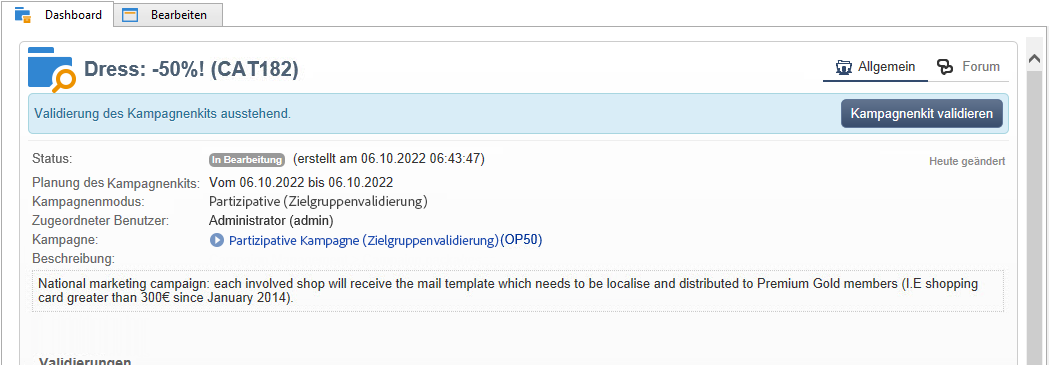 Dashboard
Bearbeiten
Dress: -50%! (CAT182)
Allgemein
Forum
Validierung des Kampagnenkits ausstehend.
Kampagnenkit validieren
Status: In Bearbeitung (erstellt am 06.10.2022 06:43:47)
Heute geändert
Planung des Kampagnenkits: Vom 06.10.2022 bis 06.10.2022
Kampagnenmodus: Partizipative (Zielgruppenvalidierung)
Zugeordneter Benutzer: Administrator (admin)
Kampagne: Partizipative Kampagne (Zielgruppenvalidierung) (OP50)
Beschreibung:
National marketing campaign: each involved shop will receive the mail template which needs to be localise and distributed to Premium Gold members (I.E shopping
card greater than 300€ since January 2014).
Validierungen